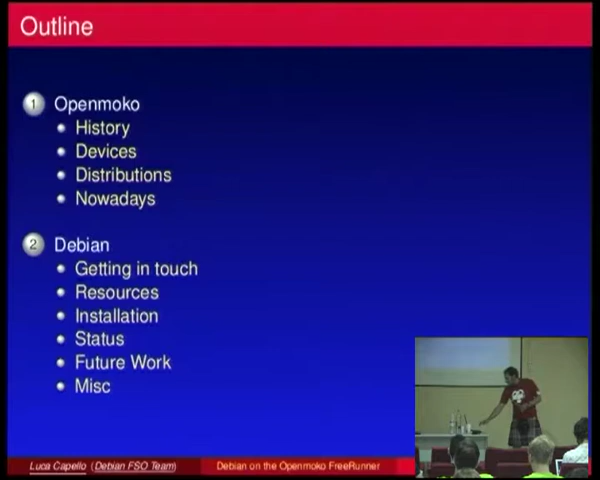 Outline
1 Openmoko
History
Devices
Distributions
Nowadays
2 Debian
Getting in touch
Resources
Installation
Status
Future Work
Misc
Luca Capello (Debian FSO Team) Debian on the Openmoko FreeRunner